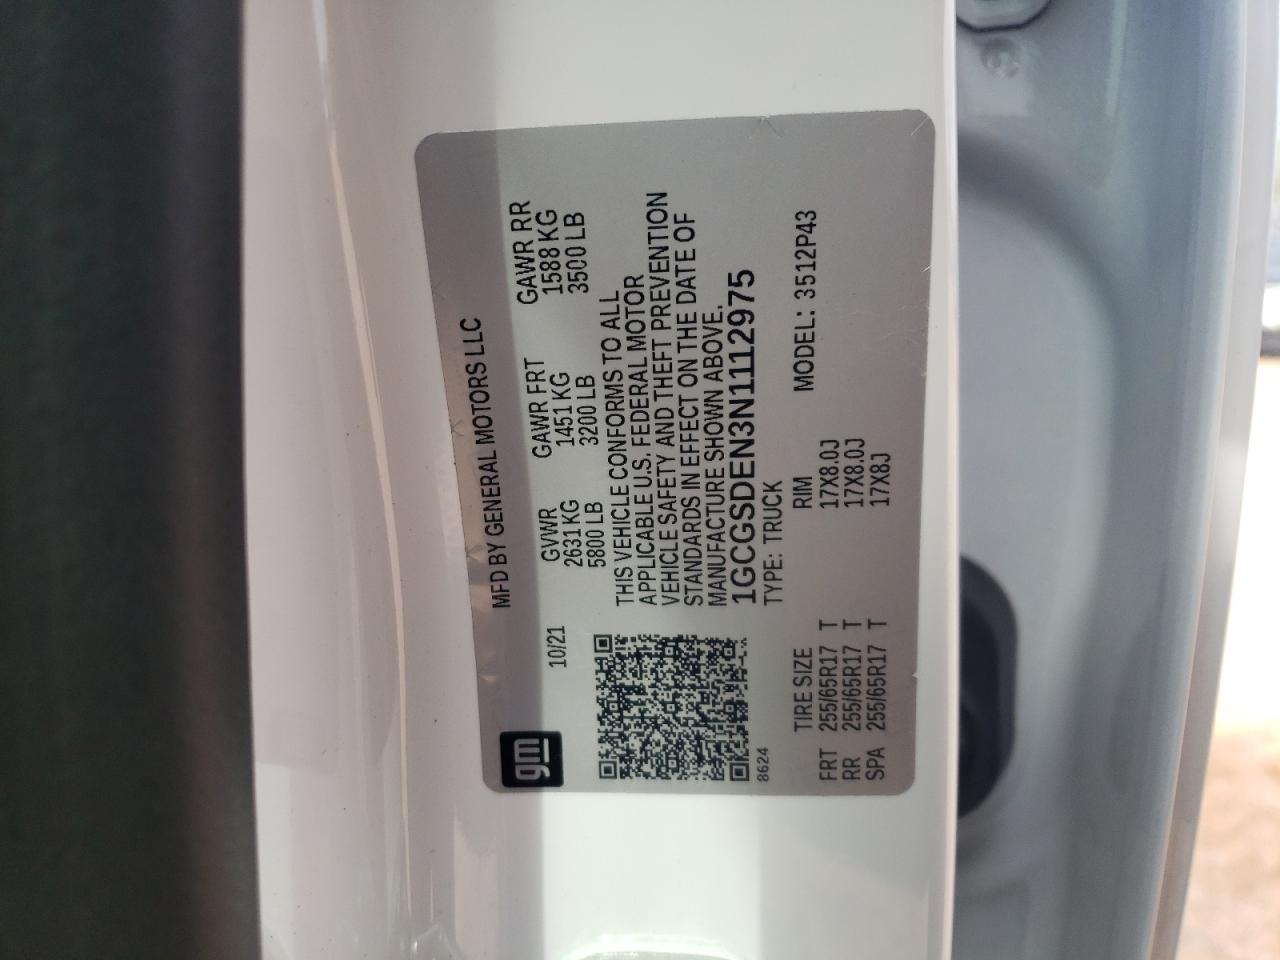 gm
MFD BY GENERAL MOTORS LLC
10/21
GVWR GAWR FRT GAWR RR
2631 KG 1451 KG 1588 KG
5800 LB 3200 LB 3500 LB
THIS VEHICLE CONFORMS TO ALL
APPLICABLE U.S. FEDERAL MOTOR
VEHICLE SAFETY AND THEFT PREVENTION
STANDARDS IN EFFECT ON THE DATE OF
MANUFACTURE SHOWN ABOVE.
1GCGSDEN3N1112975
8624 TYPE: TRUCK
TIRE SIZE RIM MODEL: 3512P43
FRT 255/65R17 T 17X8.0J
RR 255/65R17 T 17X8.0J
SPA 255/65R17 T 17X8J